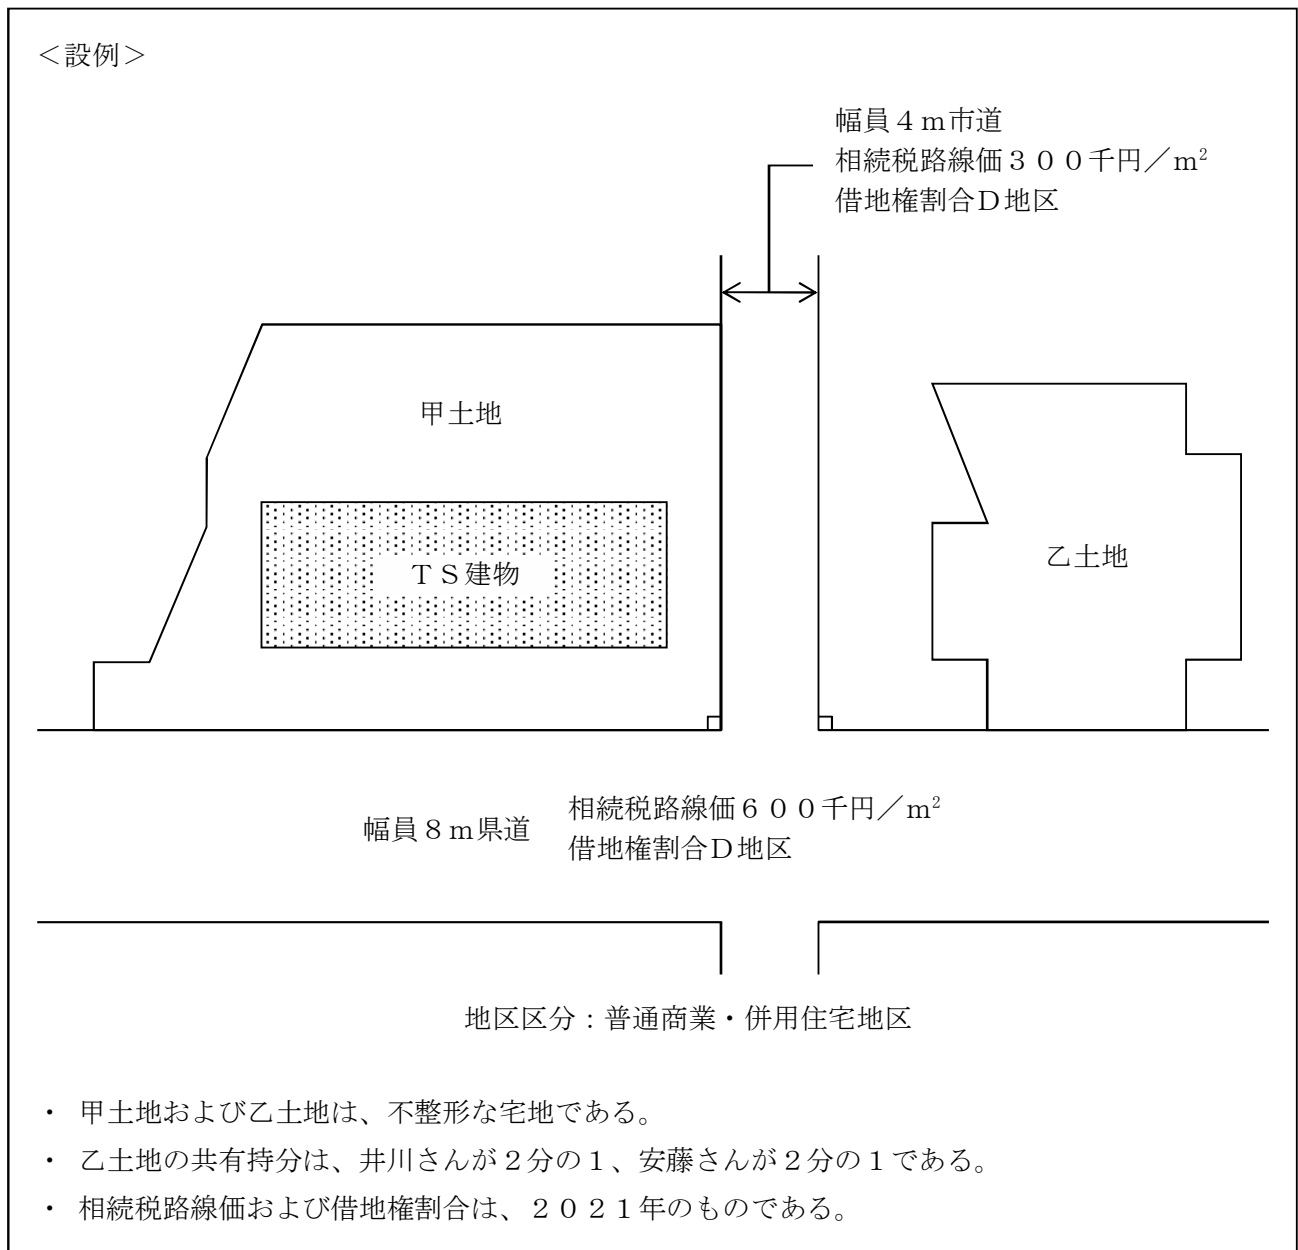 ＜設例＞
幅員４ｍ市道
相続税路線価３００千円／m²
借地権割合Ｄ地区
甲土地
ＴＳ建物
乙土地
幅員８ｍ県道
相続税路線価６００千円／m²
借地権割合Ｄ地区
地区区分：普通商業・併用住宅地区
・ 甲土地および乙土地は、不整形な宅地である。
・ 乙土地の共有持分は、井川さんが２分の１、安藤さんが２分の１である。
・ 相続税路線価および借地権割合は、２０２１年のものである。